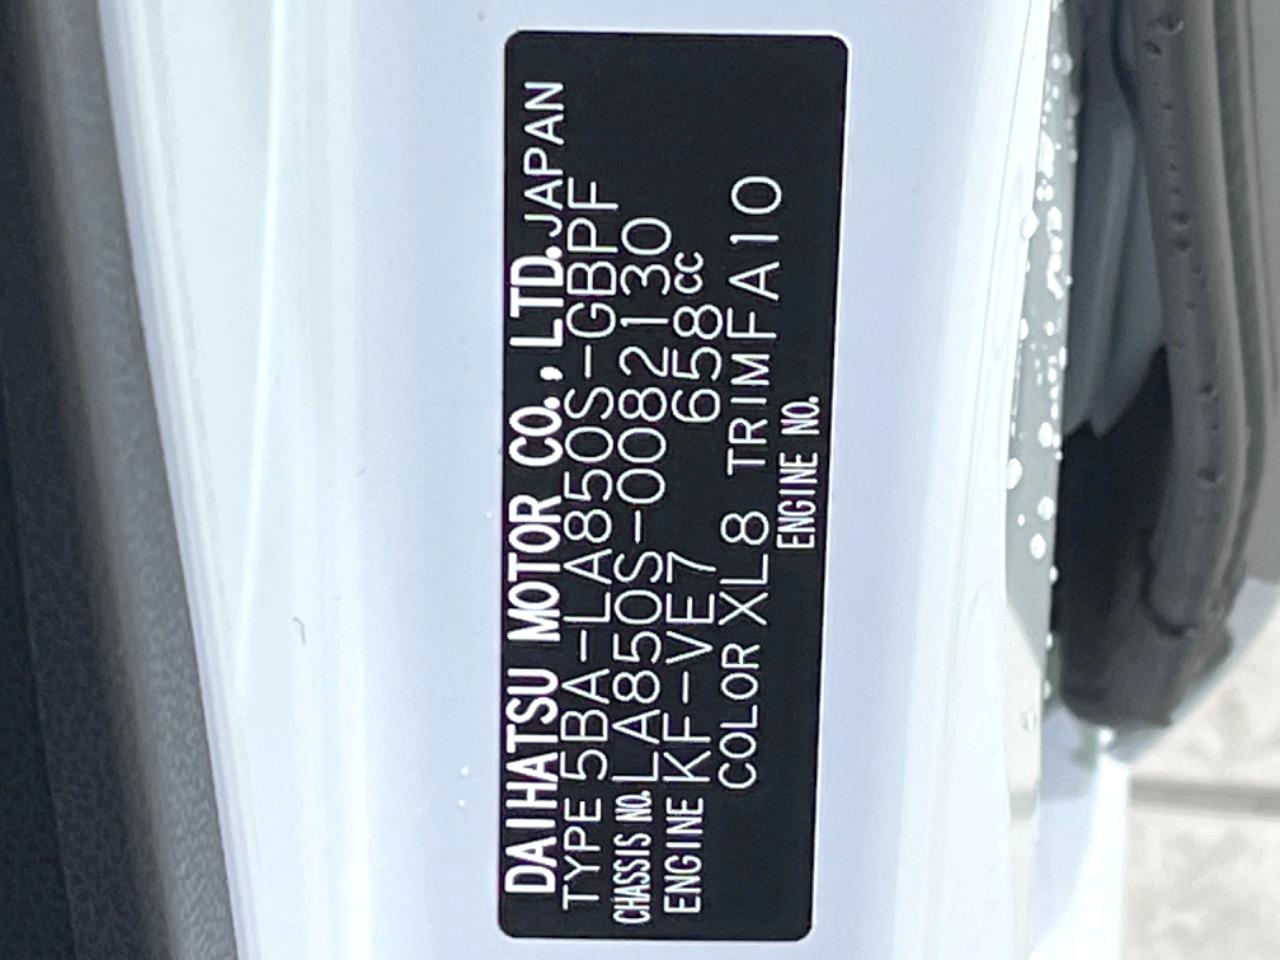 DAIHATSU MOTOR CO., LTD. JAPAN
TYPE 5BA-LA850S-GBPF
CHASSIS NO. LA850S-0082130
ENGINE KF-VE7 658cc
COLOR XL8 TRIM FA10
ENGINE NO.